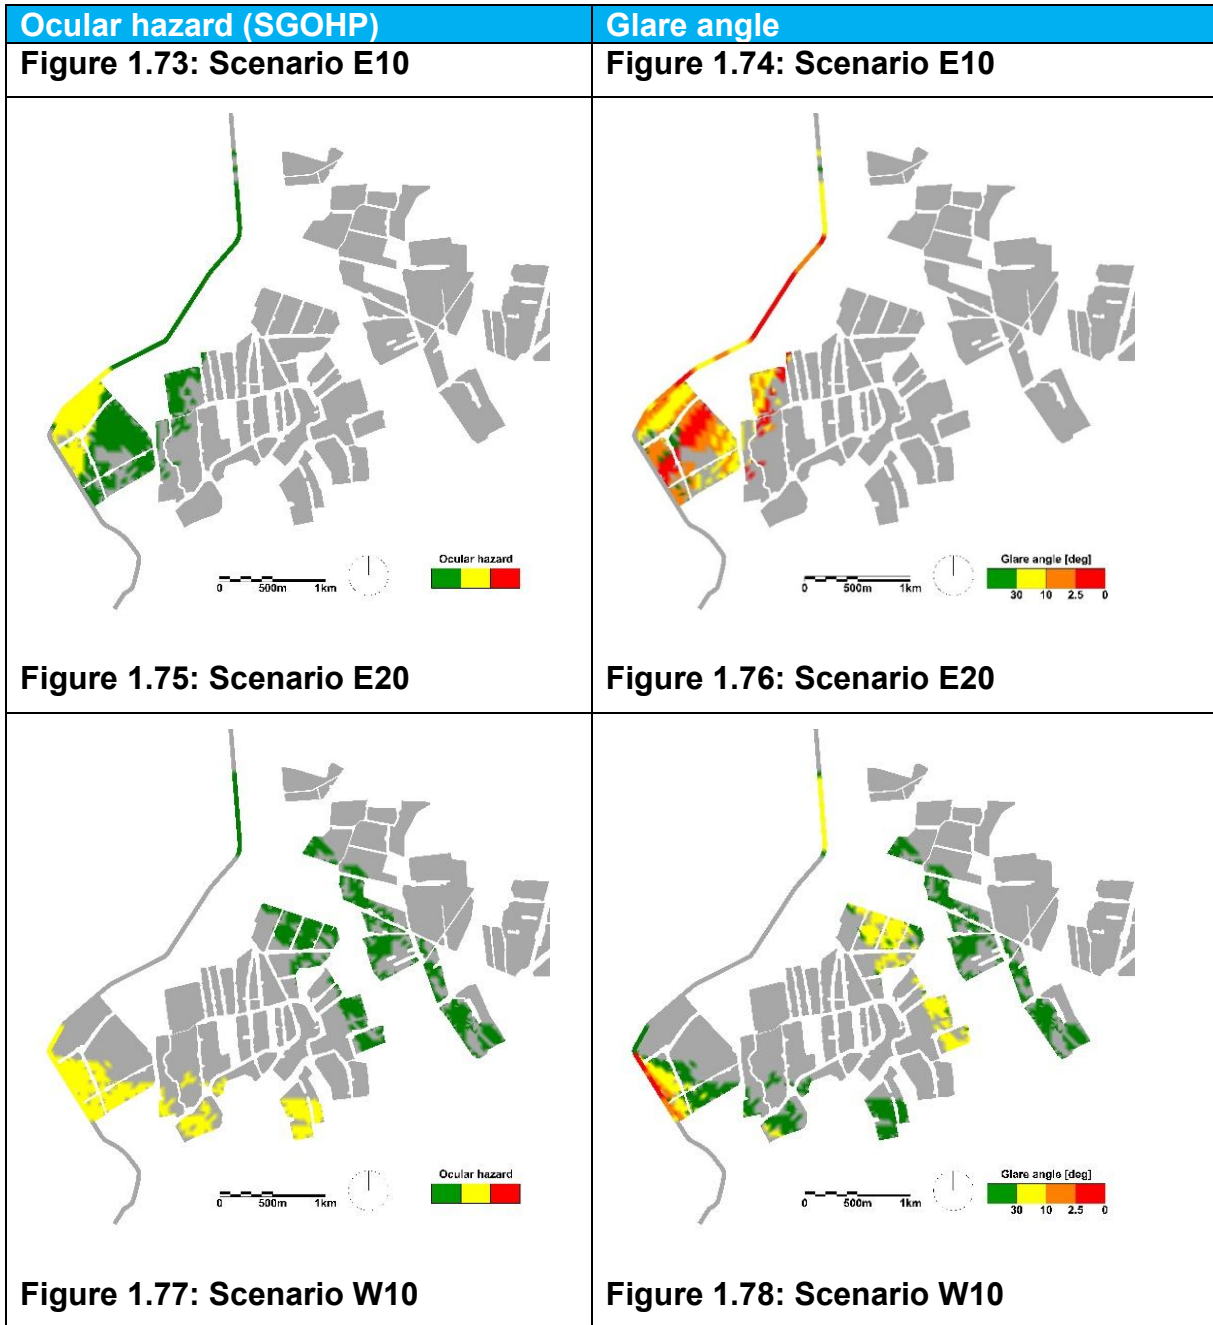 Ocular hazard (SGOHP)
Glare angle
Figure 1.73: Scenario E10
Figure 1.74: Scenario E10
Ocular hazard
0 500m 1km
Glare angle [deg]
30 10 2.5 0
0 500m 1km
Figure 1.75: Scenario E20
Figure 1.76: Scenario E20
Ocular hazard
0 500m 1km
Glare angle [deg]
30 10 2.5 0
0 500m 1km
Figure 1.77: Scenario W10
Figure 1.78: Scenario W10